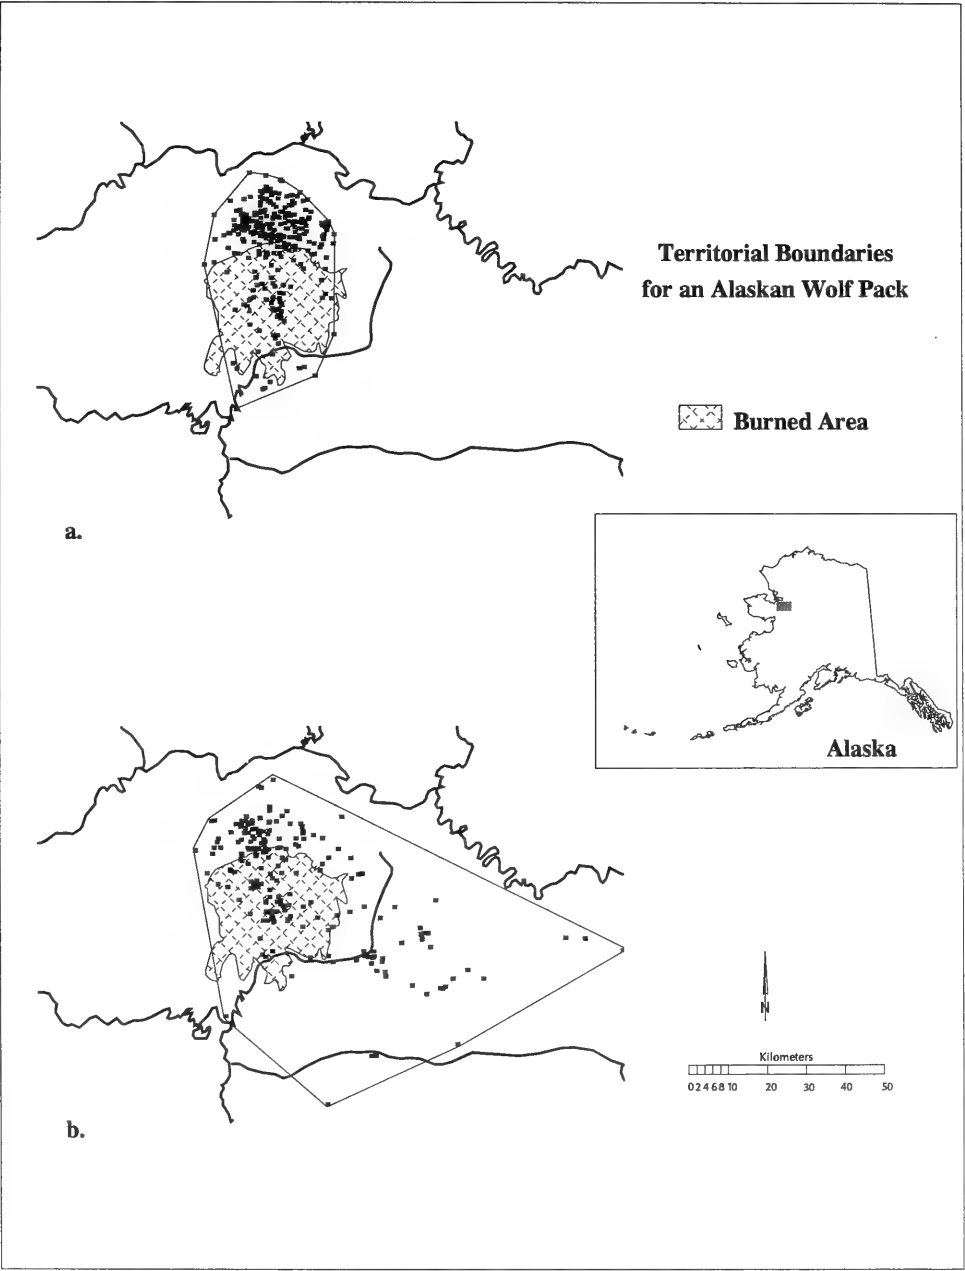 Territorial Boundaries
for an Alaskan Wolf Pack
Burned Area
a.
Alaska
N
Kilometers
0 2 4 6 8 10 20 30 40 50
b.